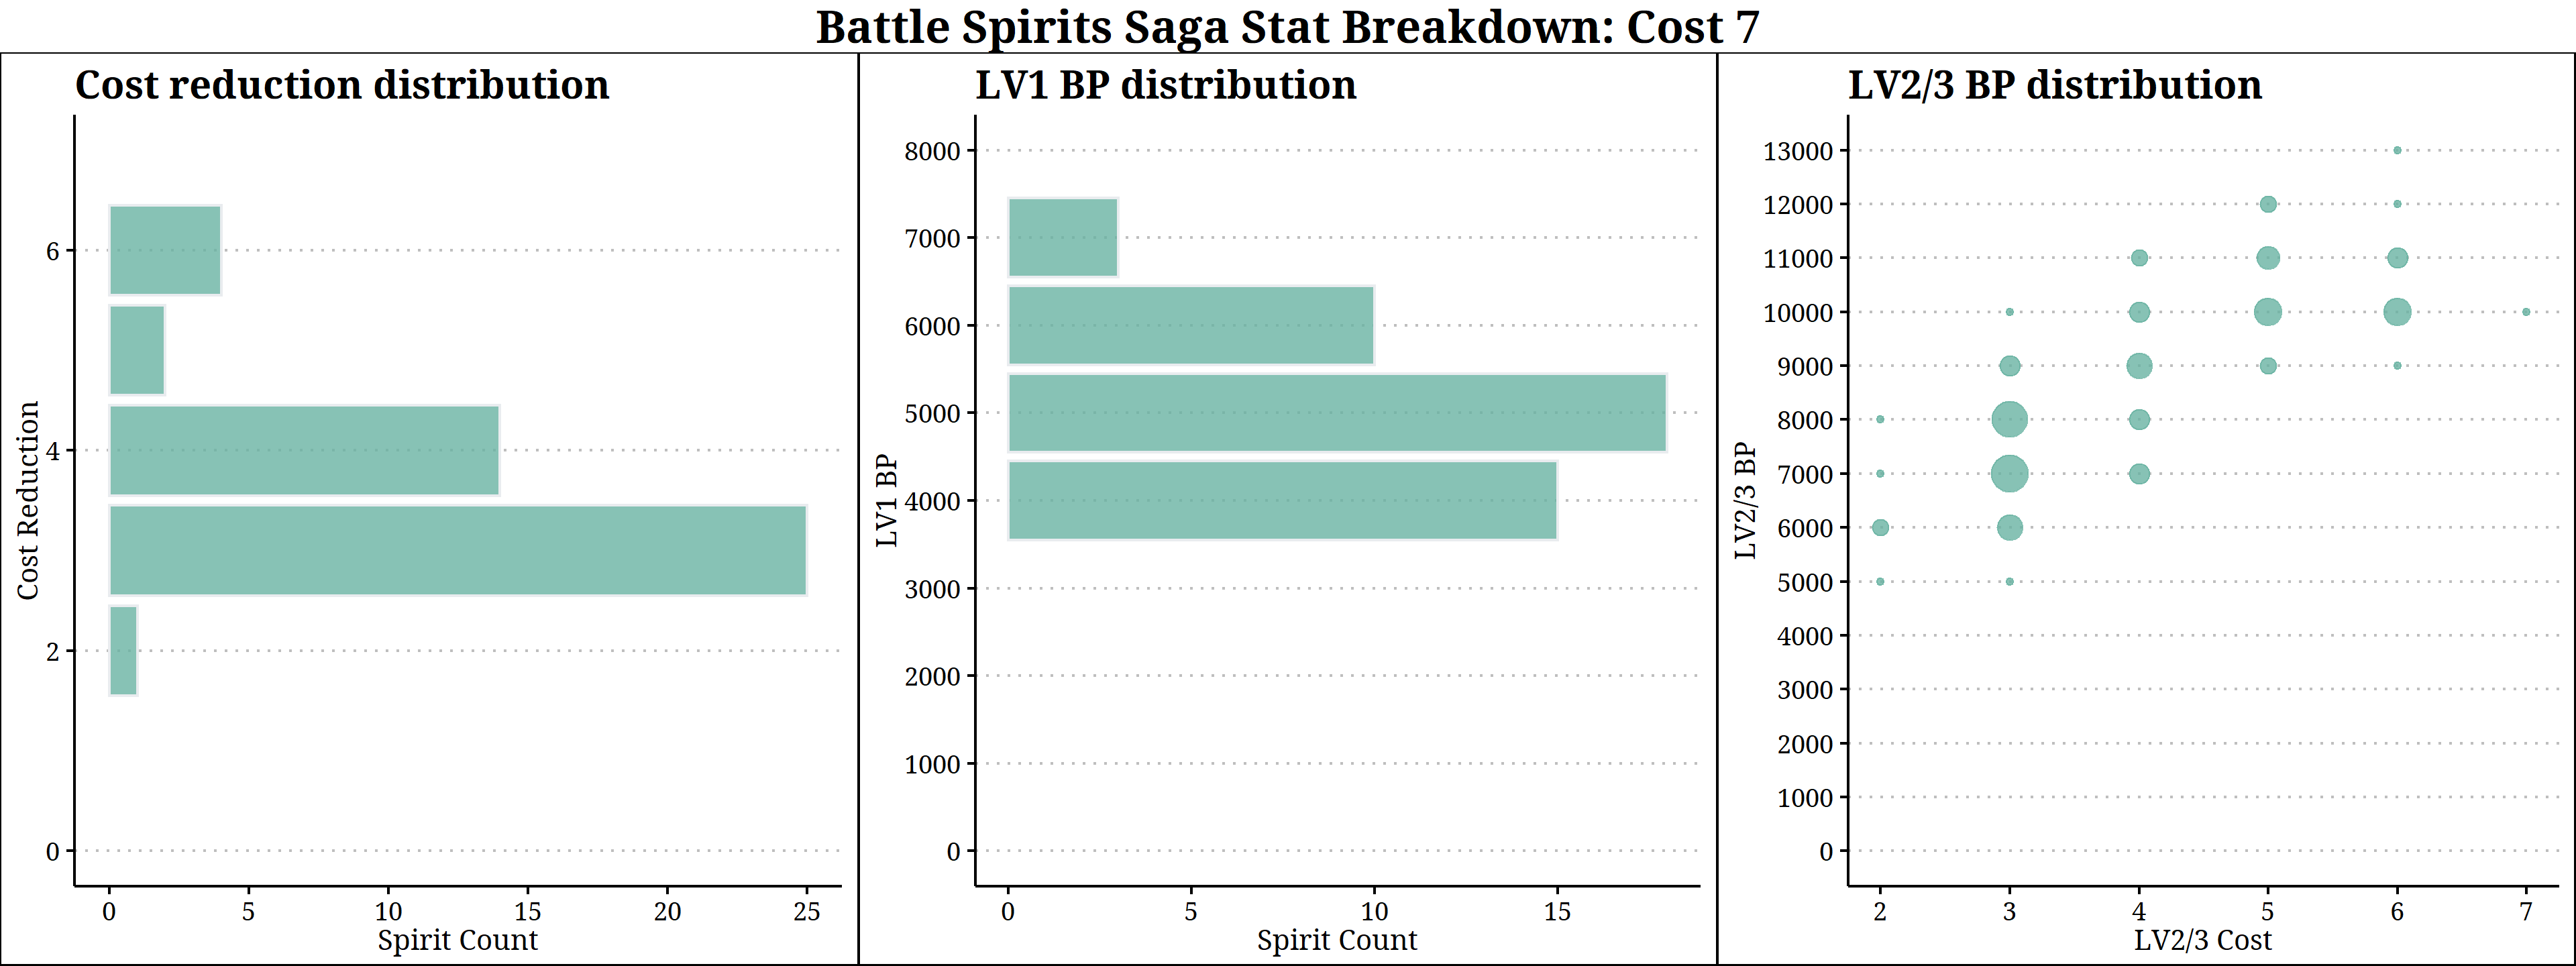 Battle Spirits Saga Stat Breakdown: Cost 7
Cost reduction distribution
Cost Reduction
6
4
2
0
0 5 10 15 20 25
Spirit Count
LV1 BP distribution
LV1 BP
8000
7000
6000
5000
4000
3000
2000
1000
0
0 5 10 15
Spirit Count
LV2/3 BP distribution
LV2/3 BP
13000
12000
11000
10000
9000
8000
7000
6000
5000
4000
3000
2000
1000
0
2 3 4 5 6 7
LV2/3 Cost